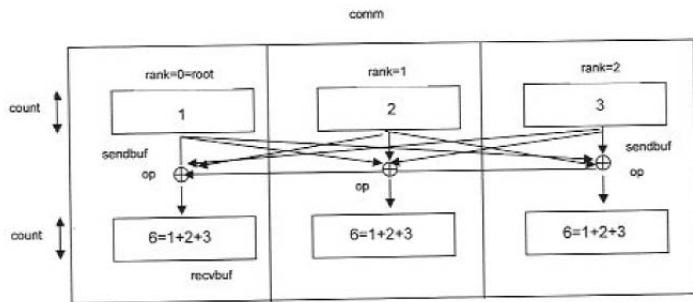 comm
rank=0=root
rank=1
rank=2
count
1
2
3
sendbuf
sendbuf
op
op
op
count
6=1+2+3
6=1+2+3
6=1+2+3
recvbuf